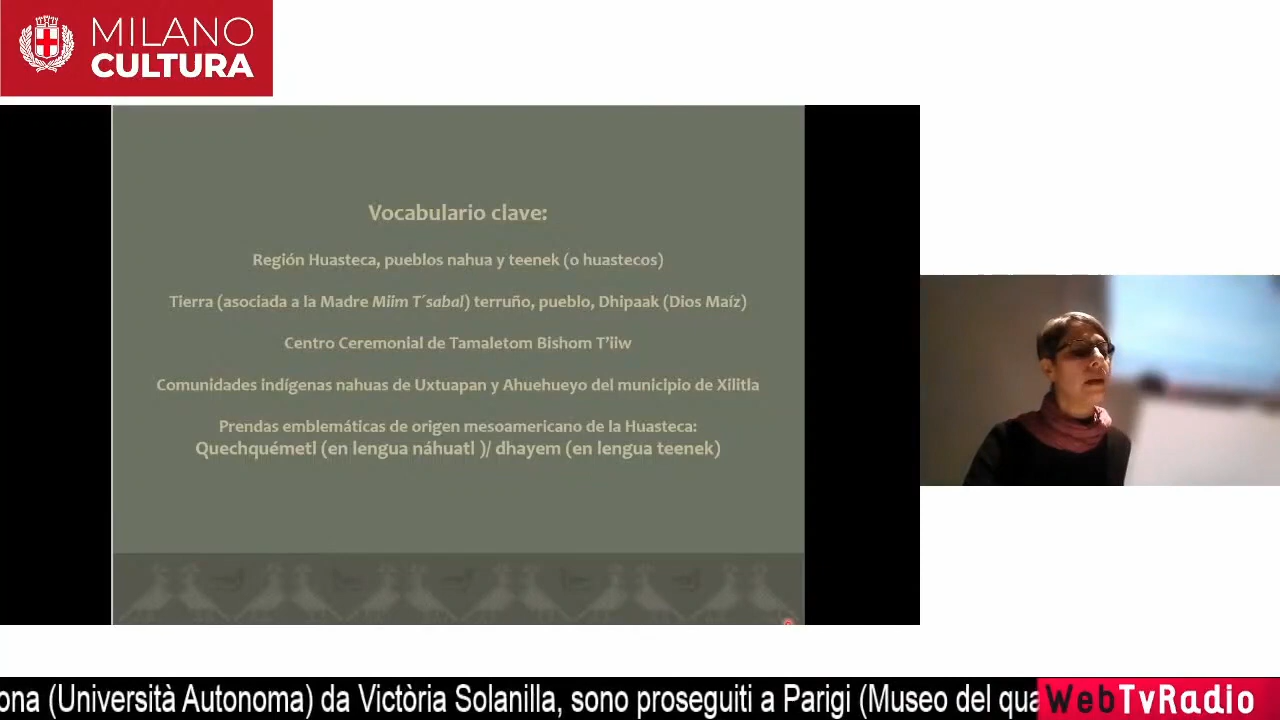 MILANO
CULTURA
Vocabulario clave:
Región Huasteca, pueblos nahua y teenek (o huastecos)
Tierra (asociada a la Madre Miim T´sabal) terruño, pueblo, Dhipaak (Dios Maíz)
Centro Ceremonial de Tamaletom Bishom T’iiw
Comunidades indígenas nahuas de Uxtuapan y Ahuehueyo del municipio de Xilitla
Prendas emblemáticas de origen mesoamericano de la Huasteca:
Quechquémetl (en lengua náhuatl )/ dhayem (en lengua teenek)
ona (Università Autonoma) da Victòria Solanilla, sono proseguiti a Parigi (Museo del qua
WebTvRadio